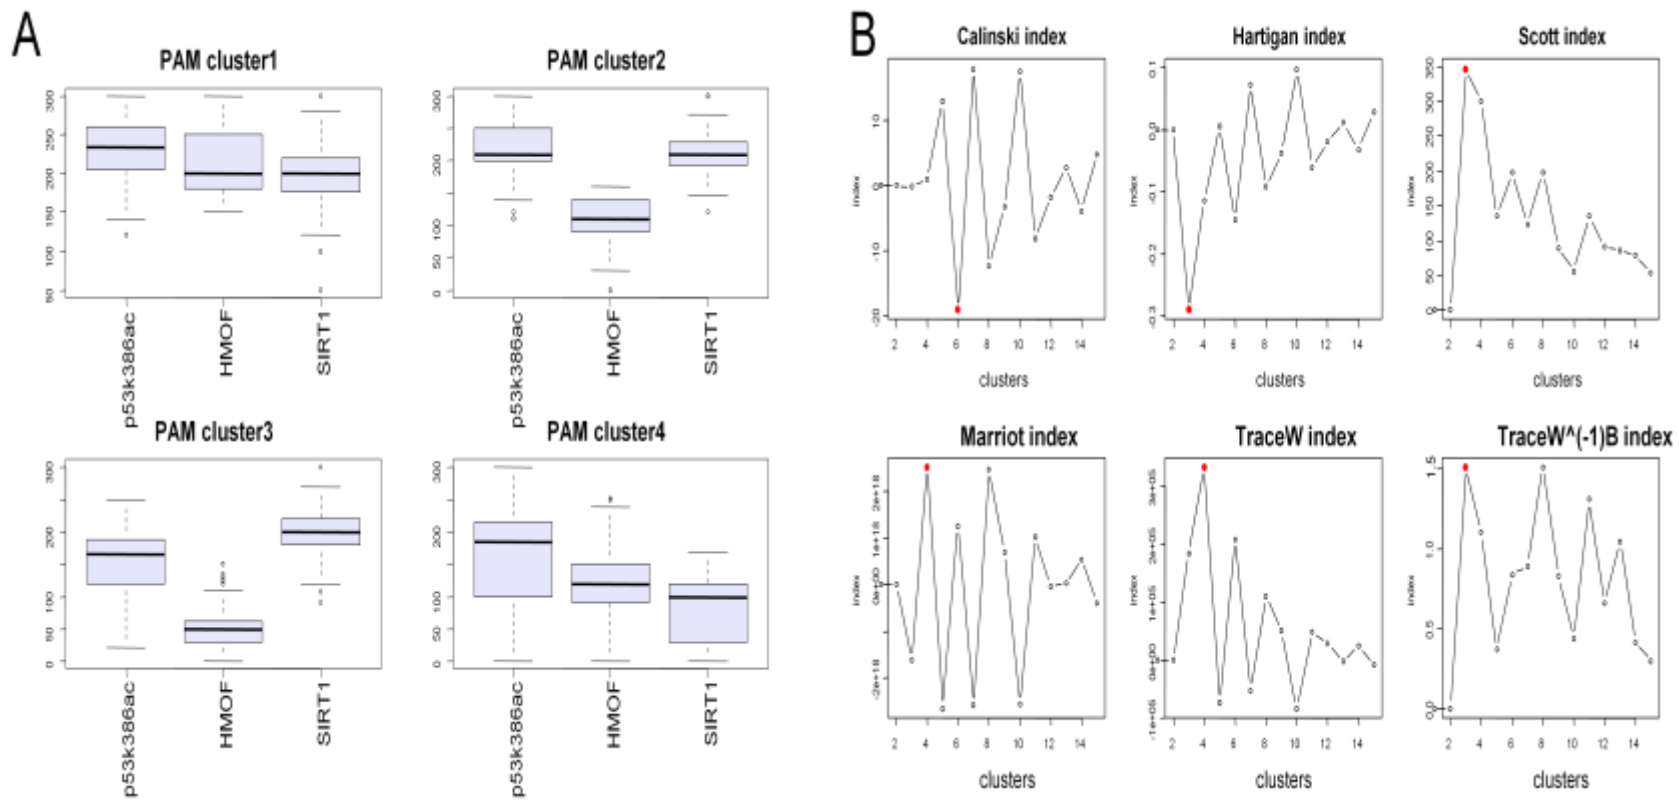 A
PAM cluster1
300
250
200
150
100
50
p53k386ac
HMOF
SIRT1
PAM cluster2
300
200
100
50
0
p53k386ac
HMOF
SIRT1
PAM cluster3
300
200
100
50
0
p53k386ac
HMOF
SIRT1
PAM cluster4
300
200
100
50
0
p53k386ac
HMOF
SIRT1
B
Calinski index
10
0
-10
-20
index
2 4 6 8 10 12 14
clusters
Hartigan index
0.1
0.0
-0.1
-0.2
-0.3
index
2 4 6 8 10 12 14
clusters
Scott index
350
300
250
200
150
100
50
0
index
2 4 6 8 10 12 14
clusters
Marriot index
2e+18
1e+18
0e+00
-2e+18
index
2 4 6 8 10 12 14
clusters
TraceW index
3e+05
2e+05
1e+05
0e+00
-1e+05
index
2 4 6 8 10 12 14
clusters
TraceW^(-1)B index
1.5
1.0
0.5
0.0
index
2 4 6 8 10 12 14
clusters